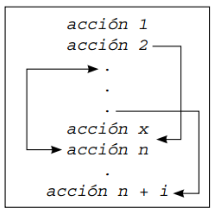 acción 1
acción 2
.
.
.
acción x
acción n
.
acción n + i